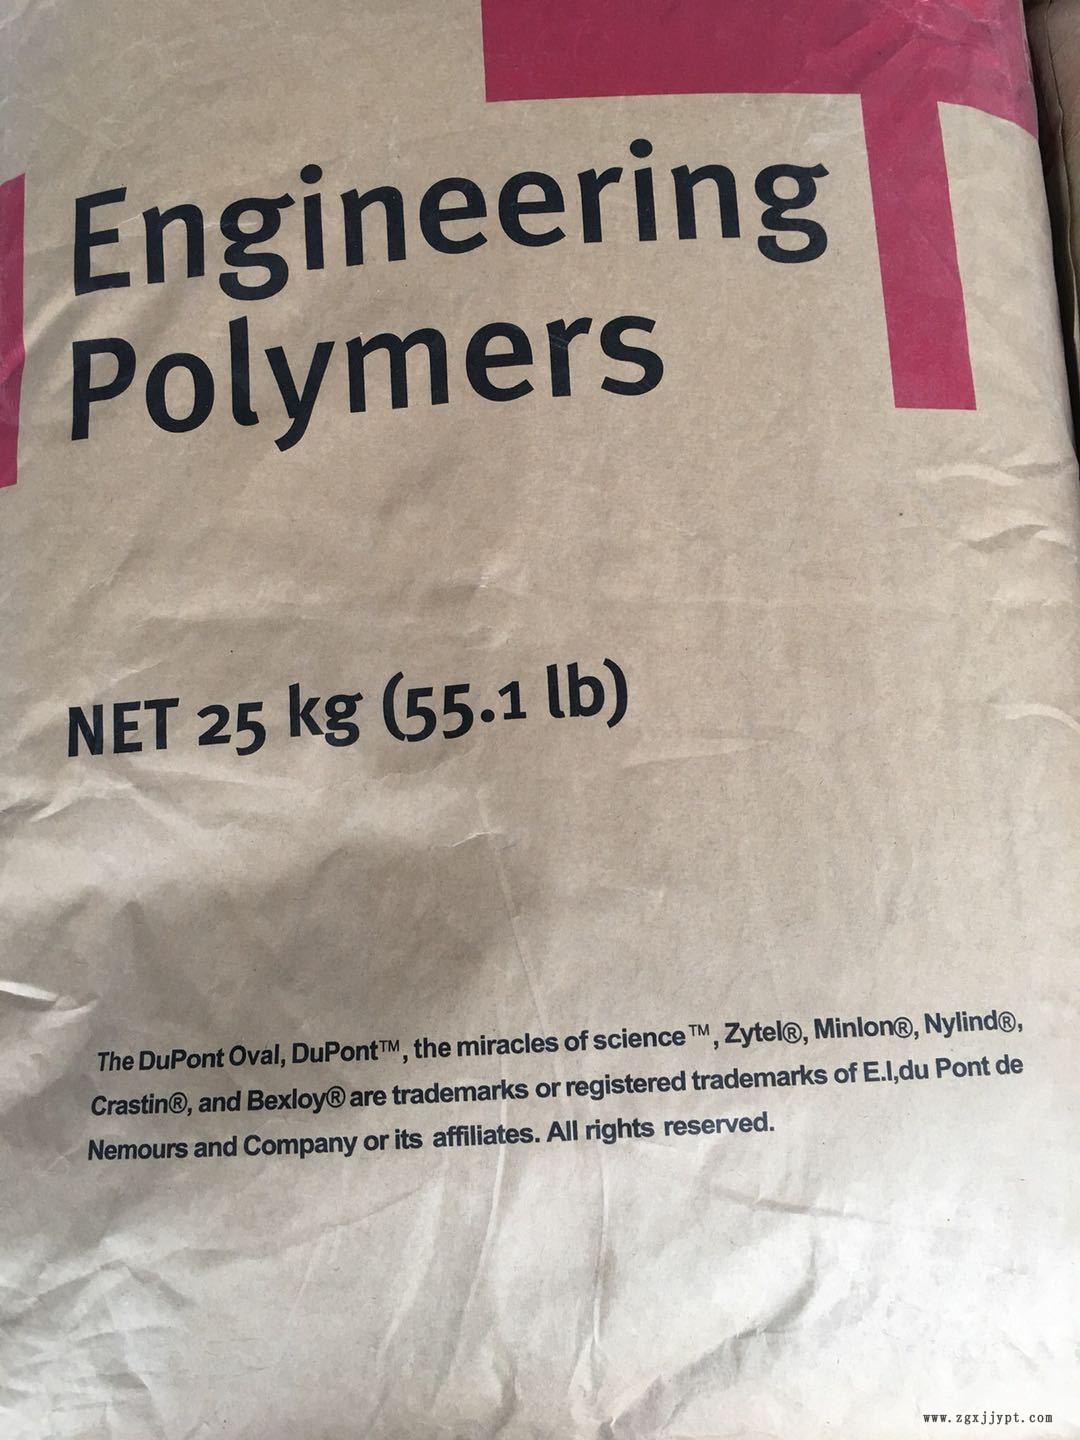 Engineering
Polymers
NET 25 kg (55.1 lb)
The DuPont Oval, DuPont™, the miracles of science™, Zytel®, Minlon®, Nylind®,
Crastin®, and Bexloy® are trademarks or registered trademarks of E.I,du Pont de
Nemours and Company or its affiliates. All rights reserved.
www.zgxjjypt.com